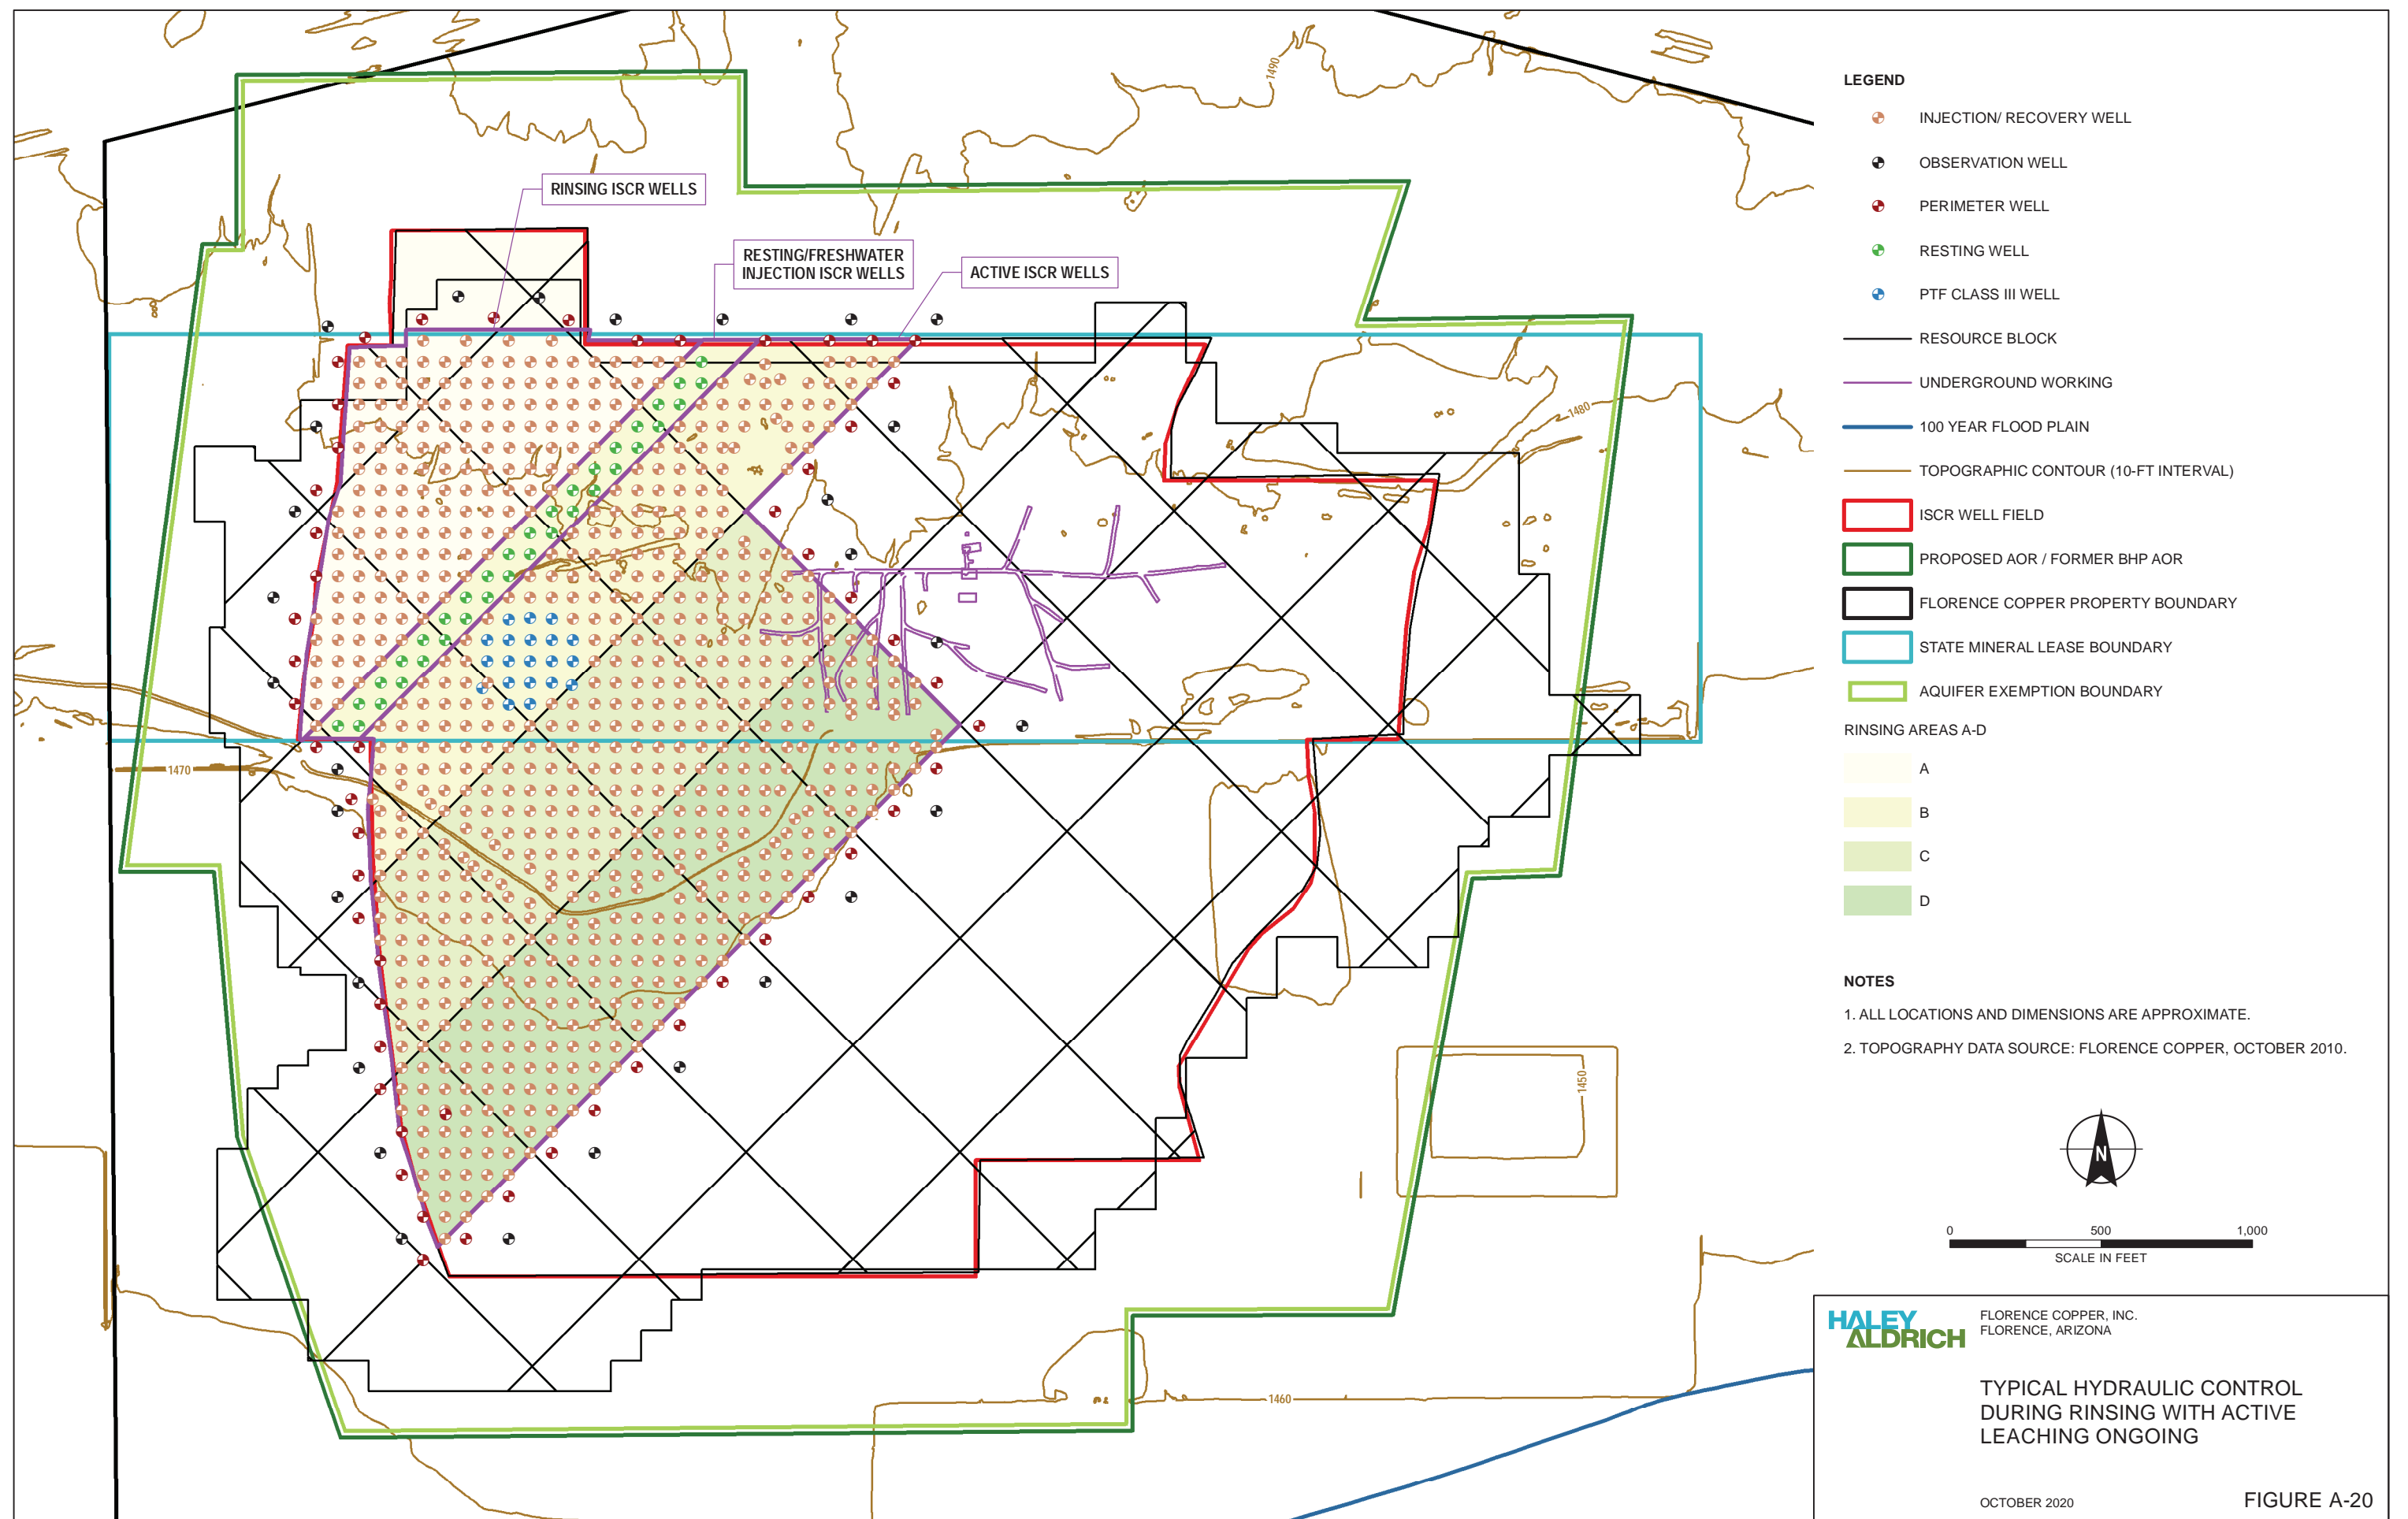 1490
RINSING ISCR WELLS
RESTING/FRESHWATER
INJECTION ISCR WELLS
ACTIVE ISCR WELLS
1480
1470
1450
1460
LEGEND
INJECTION/ RECOVERY WELL
OBSERVATION WELL
PERIMETER WELL
RESTING WELL
PTF CLASS III WELL
RESOURCE BLOCK
UNDERGROUND WORKING
100 YEAR FLOOD PLAIN
TOPOGRAPHIC CONTOUR (10-FT INTERVAL)
ISCR WELL FIELD
PROPOSED AOR / FORMER BHP AOR
FLORENCE COPPER PROPERTY BOUNDARY
STATE MINERAL LEASE BOUNDARY
AQUIFER EXEMPTION BOUNDARY
RINSING AREAS A-D
A
B
C
D
NOTES
1. ALL LOCATIONS AND DIMENSIONS ARE APPROXIMATE.
2. TOPOGRAPHY DATA SOURCE: FLORENCE COPPER, OCTOBER 2010.
N
0 500 1,000
SCALE IN FEET
HALEY
ALDRICH
FLORENCE COPPER, INC.
FLORENCE, ARIZONA
TYPICAL HYDRAULIC CONTROL
DURING RINSING WITH ACTIVE
LEACHING ONGOING
OCTOBER 2020
FIGURE A-20